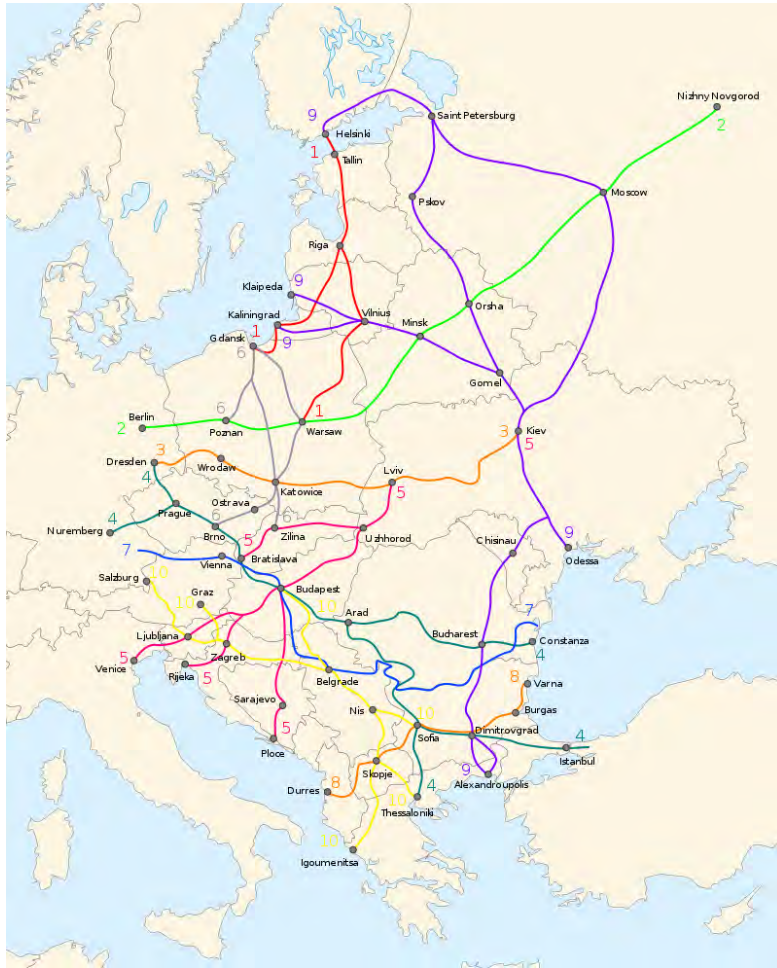 Nizhny Novgorod
2
9
Saint Petersburg
Helsinki
1
Tallin
Moscow
Pskov
Riga
Klaipeda
9
Kaliningrad
Vilnius
Orsha
1
Minsk
Gdansk
9
6
Gomel
6
1
Berlin
2
Poznan
Warsaw
3
Kiev
5
3
Dresden
Wrodaw
4
Lviv
5
Katowice
Ostrava
Prague
4
Nuremberg
6
Brno
6
Zilina
Uzhhorod
5
7
Chisinau
9
Odessa
Vienna
Bratislava
Salzburg
10
Graz
10
Budapest
10
Arad
7
Ljubljana
Bucharest
Constanza
4
Zagreb
Venice
5
Rijeka
5
Belgrade
8
Varna
Sarajevo
Nis
10
Burgas
5
Sofia
Dimitrovgrad
4
Ploce
Istanbul
Skopje
9
8
Durres
10
4
Alexandroupolis
Thessaloniki
10
Igoumenitsa